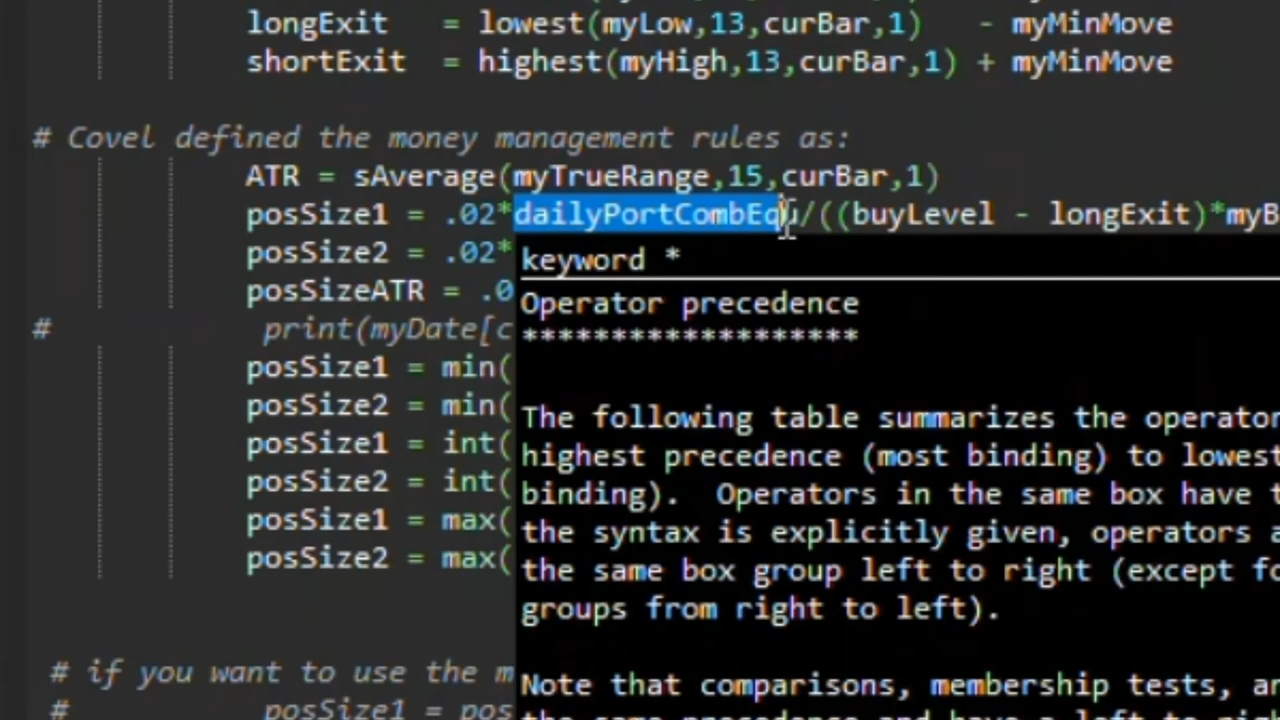 longExit = lowest(myLow,13,curBar,1) - myMinMove
shortExit = highest(myHigh,13,curBar,1) + myMinMove
# Covel defined the money management rules as:
ATR = sAverage(myTrueRange,15,curBar,1)
posSize1 = .02*dailyPortCombEqu/((buyLevel - longExit)*myB
posSize2 = .02*
keyword *
posSizeATR = .0
Operator precedence
*******************
# print(myDate[c
posSize1 = min(
posSize2 = min(
The following table summarizes the operator
posSize1 = int(
highest precedence (most binding) to lowest
posSize2 = int(
binding). Operators in the same box have t
posSize1 = max(
the syntax is explicitly given, operators a
posSize2 = max(
the same box group left to right (except fo
groups from right to left).
# if you want to use the m
Note that comparisons, membership tests, an
# posSize1 = pos